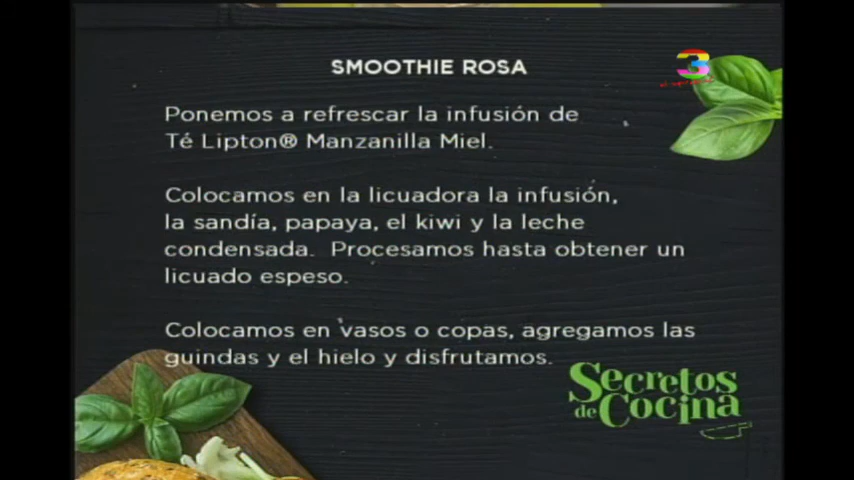 SMOOTHIE ROSA
3
Ponemos a refrescar la infusión de
Té Lipton® Manzanilla Miel.
Colocamos en la licuadora la infusión,
la sandía, papaya, el kiwi y la leche
condensada. Procesamos hasta obtener un
licuado espeso.
Colocamos en vasos o copas, agregamos las
guindas y el hielo y disfrutamos.
Secretos
de Cocina